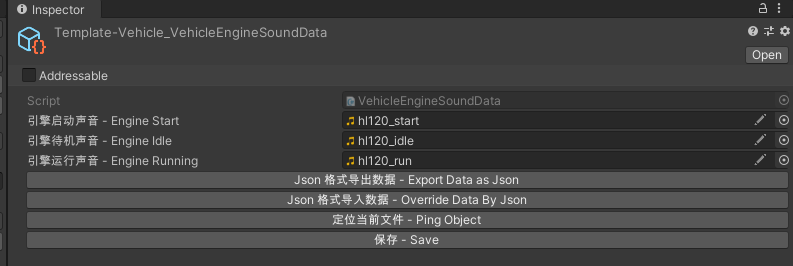 Inspector
Template-Vehicle_VehicleEngineSoundData
Open
Addressable
Script VehicleEngineSoundData
引擎启动声音 - Engine Start hl120_start
引擎待机声音 - Engine Idle hl120_idle
引擎运行声音 - Engine Running hl120_run
Json 格式导出数据 - Export Data as Json
Json 格式导入数据 - Override Data By Json
定位当前文件 - Ping Object
保存 - Save